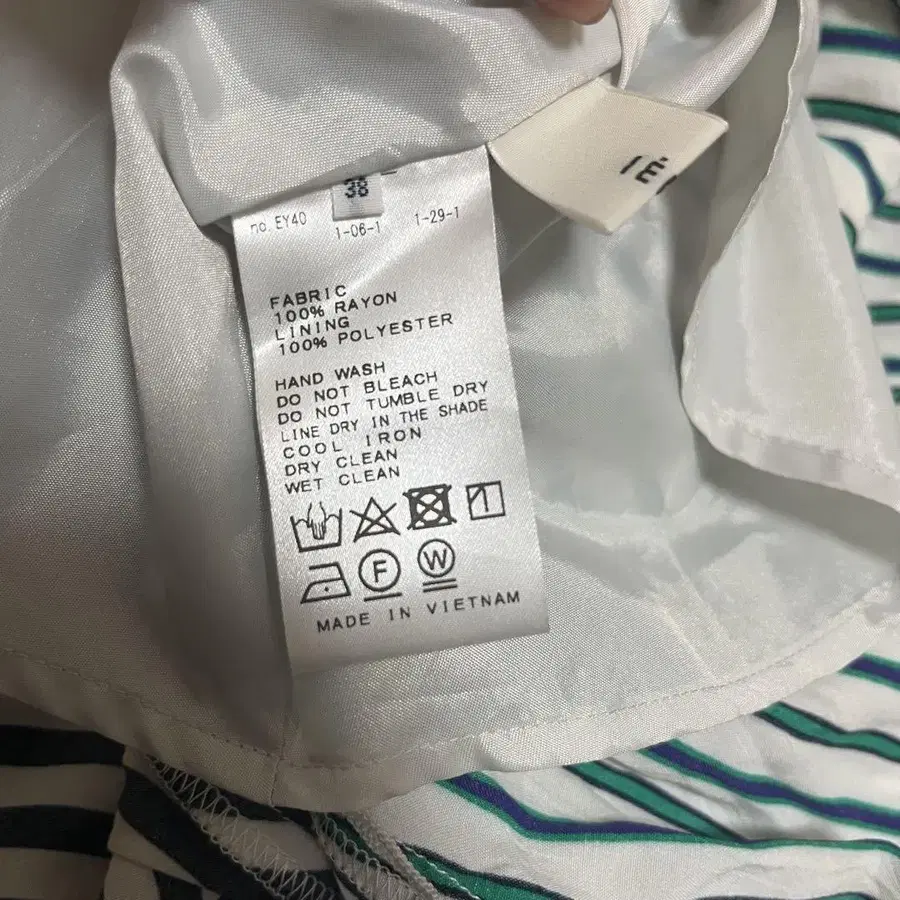 38
no. EY40
1-06-1
1-29-1
FABRIC
100% RAYON
LINING
100% POLYESTER
HAND WASH
DO NOT BLEACH
DO NOT TUMBLE DRY
LINE DRY IN THE SHADE
COOL IRON
DRY CLEAN
WET CLEAN
F
W
MADE IN VIETNAM